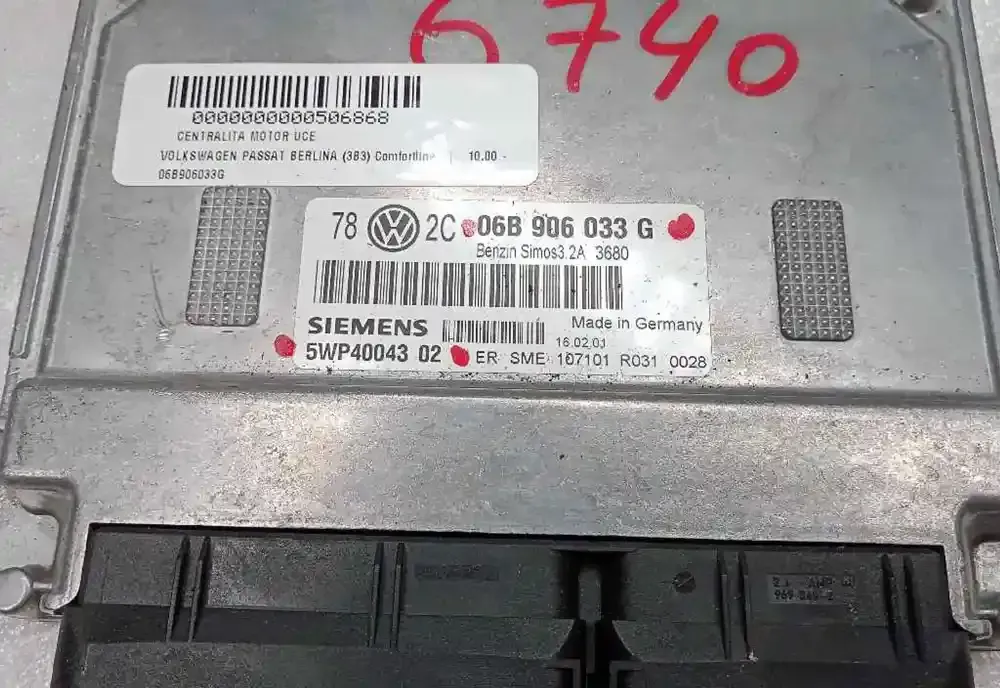 6740
0000000000506868
CENTRALITA MOTOR UCE
VOLKSWAGEN PASSAT BERLINA (3B3) Comfortline | 10.00 -
06B906033G
78 2C 06B 906 033 G
Benzin Simos3.2A 3680
SIEMENS
Made in Germany
16.02.01
5WP40043 02 ER SME 107101 R031 0028